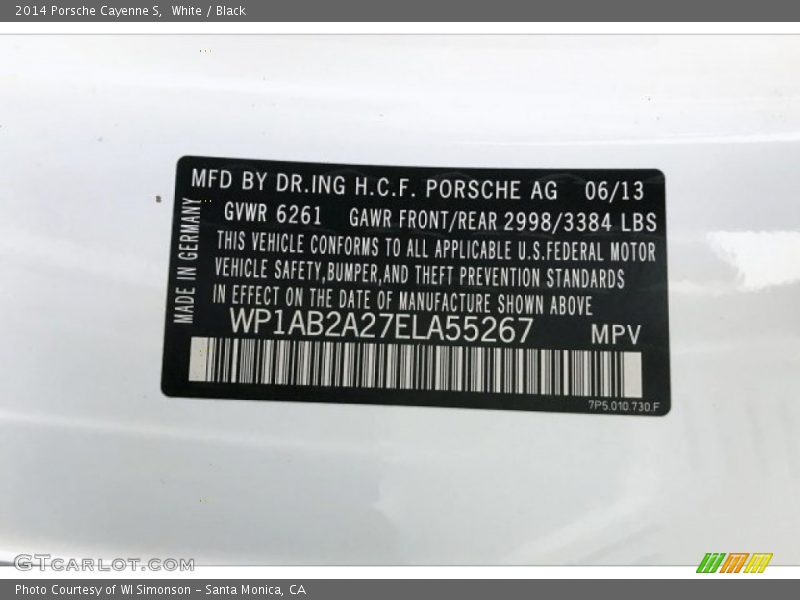 2014 Porsche Cayenne S, White / Black
MFD BY DR.ING H.C.F. PORSCHE AG 06/13
GVWR 6261 GAWR FRONT/REAR 2998/3384 LBS
THIS VEHICLE CONFORMS TO ALL APPLICABLE U.S.FEDERAL MOTOR
VEHICLE SAFETY,BUMPER,AND THEFT PREVENTION STANDARDS
IN EFFECT ON THE DATE OF MANUFACTURE SHOWN ABOVE
MADE IN GERMANY
WP1AB2A27ELA55267 MPV
7P5.010.730.F
GTCARLOT.COM
Photo Courtesy of WI Simonson - Santa Monica, CA